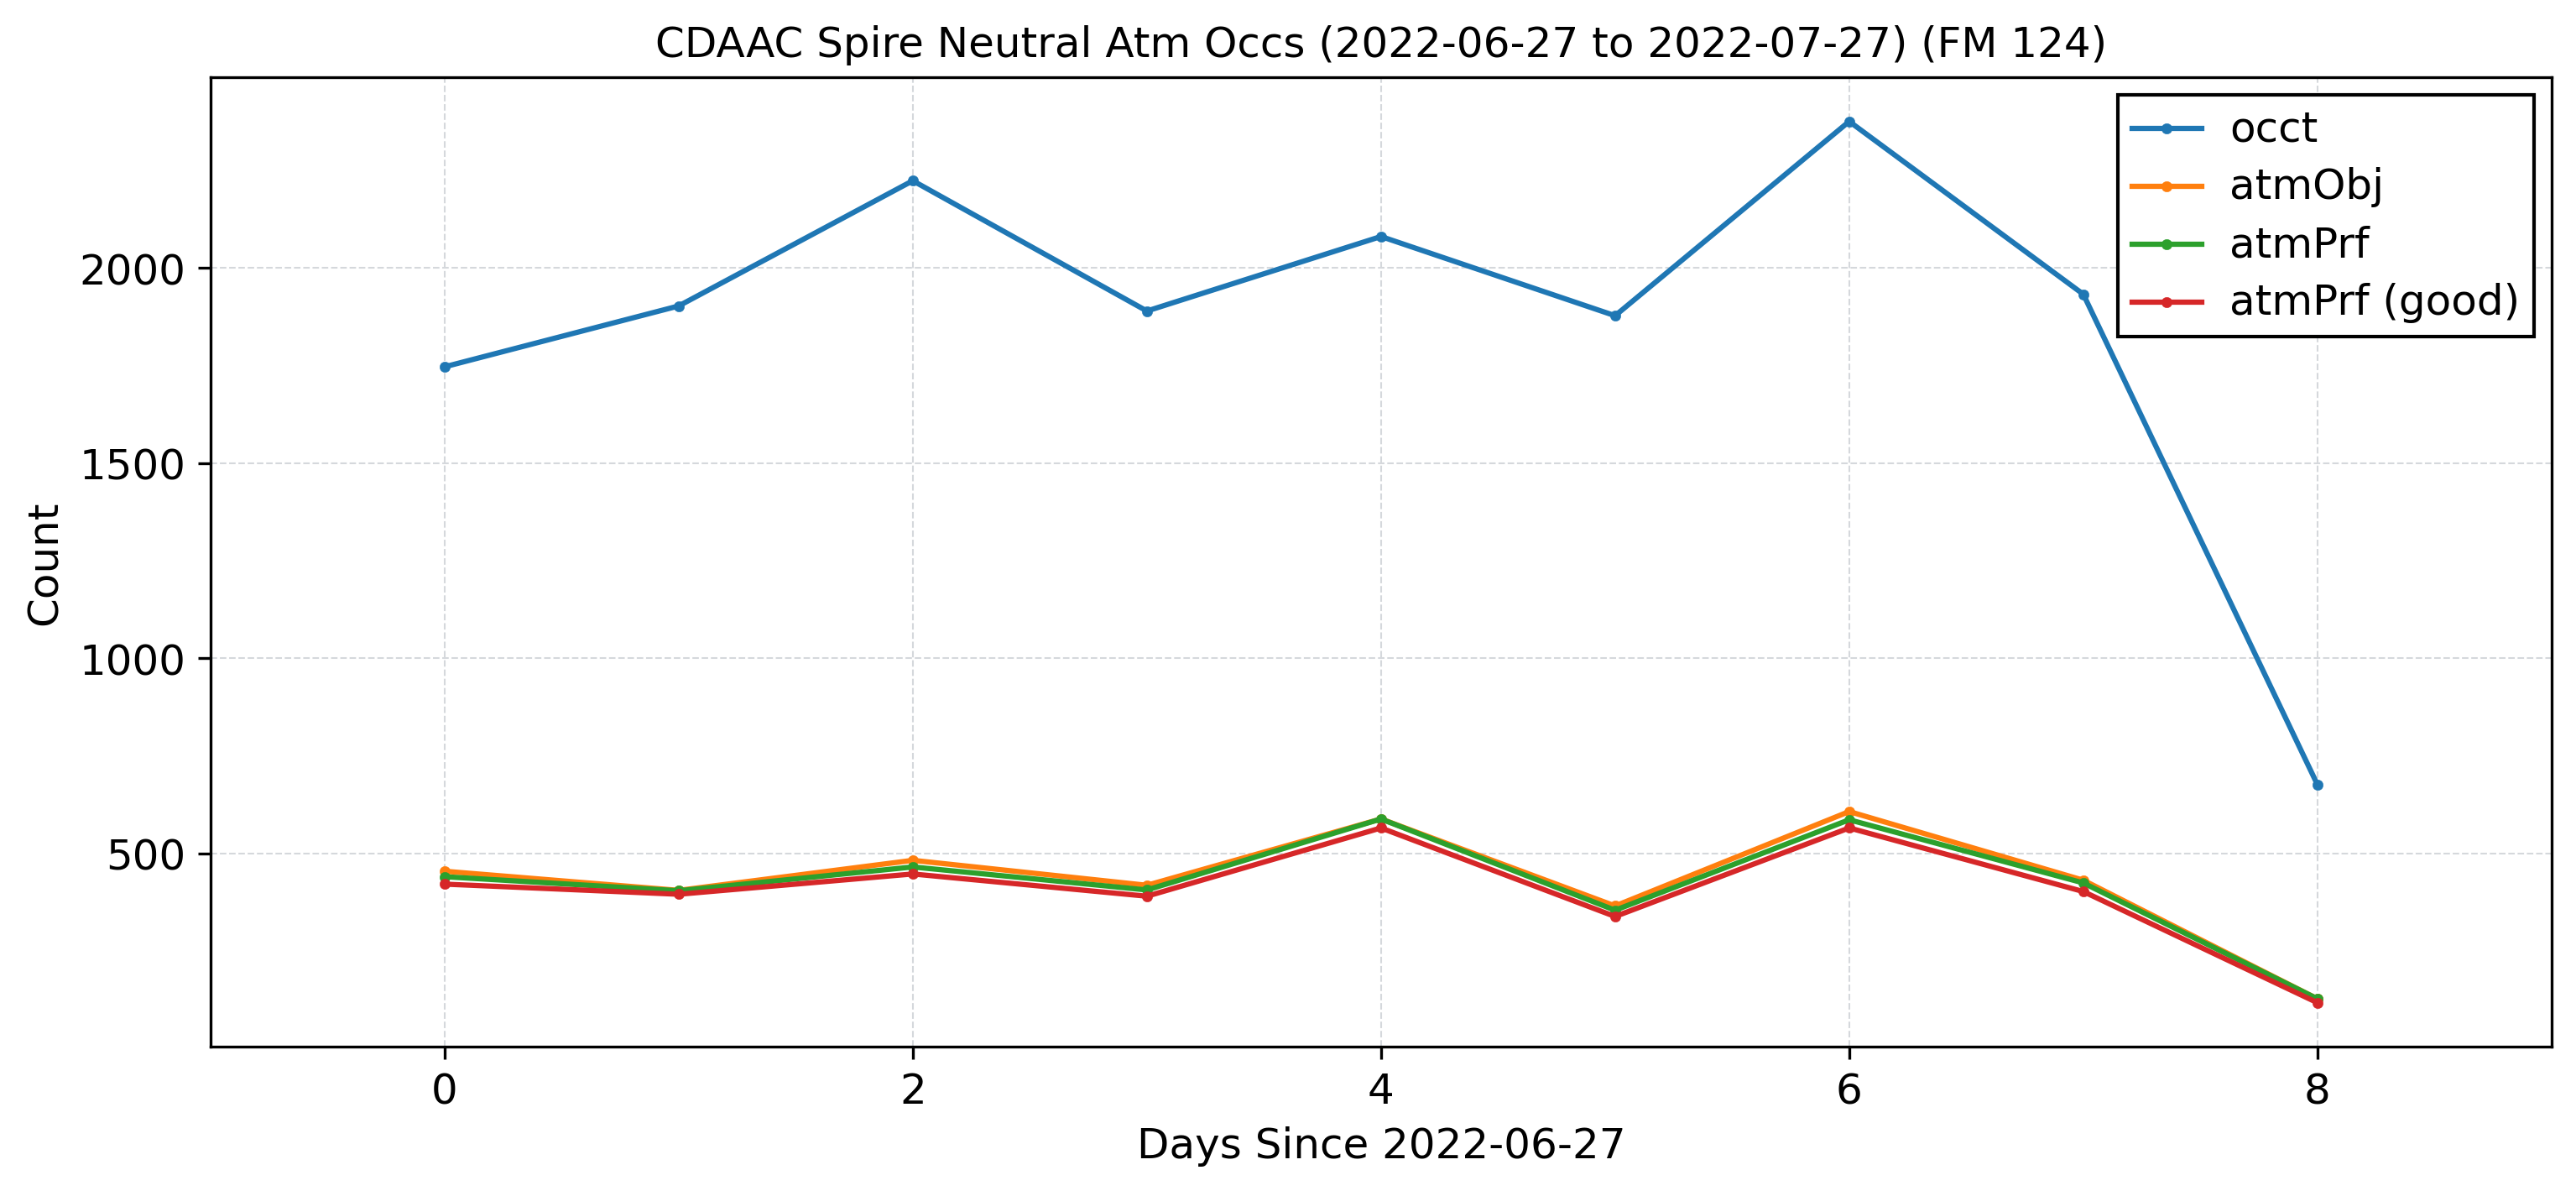 CDAAC Spire Neutral Atm Occs (2022-06-27 to 2022-07-27) (FM 124)
occt
atmObj
atmPrf
atmPrf (good)
2000
1500
1000
500
Count
0 2 4 6 8
Days Since 2022-06-27